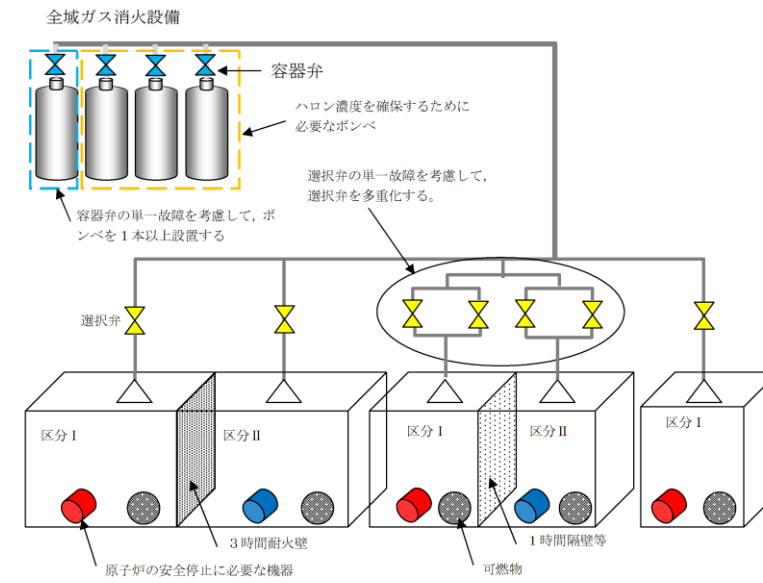 全域ガス消火設備
容器弁
ハロン濃度を確保するために
必要なボンベ
選択弁の単一故障を考慮して，
選択弁を多重化する。
容器弁の単一故障を考慮して，ボ
ンベを１本以上設置する
選択弁
区分Ⅰ
区分Ⅱ
区分Ⅰ
区分Ⅱ
区分Ⅰ
３時間耐火壁
１時間隔壁等
原子炉の安全停止に必要な機器
可燃物